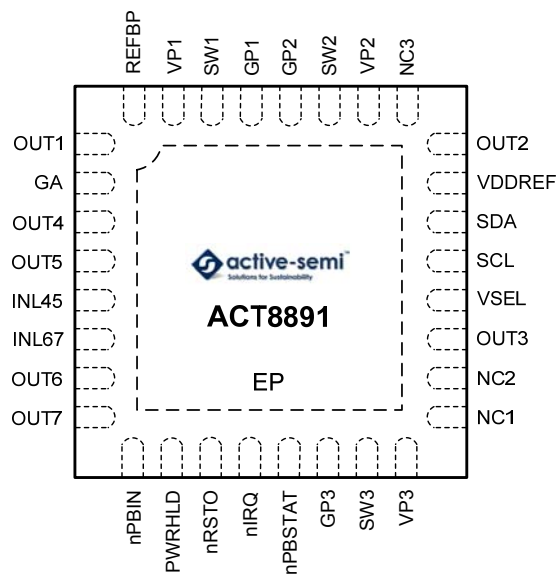 REFBP
VP1
SW1
GP1
GP2
SW2
VP2
NC3
OUT1
GA
OUT4
OUT5
INL45
INL67
OUT6
OUT7
active-semi™
Solutions for Sustainability
ACT8891
EP
OUT2
VDDREF
SDA
SCL
VSEL
OUT3
NC2
NC1
nPBIN
PWRHLD
nRSTO
nIRQ
nPBSTAT
GP3
SW3
VP3